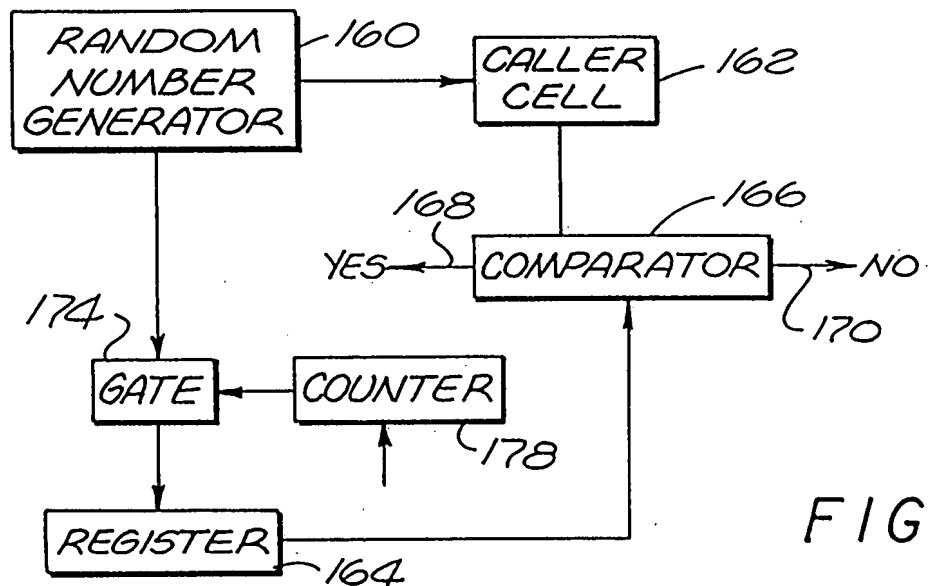 RANDOM
NUMBER
GENERATOR
160
CALLER
CELL
162
166
168
YES
COMPARATOR
NO
170
174
GATE
COUNTER
178
REGISTER
164
FIG